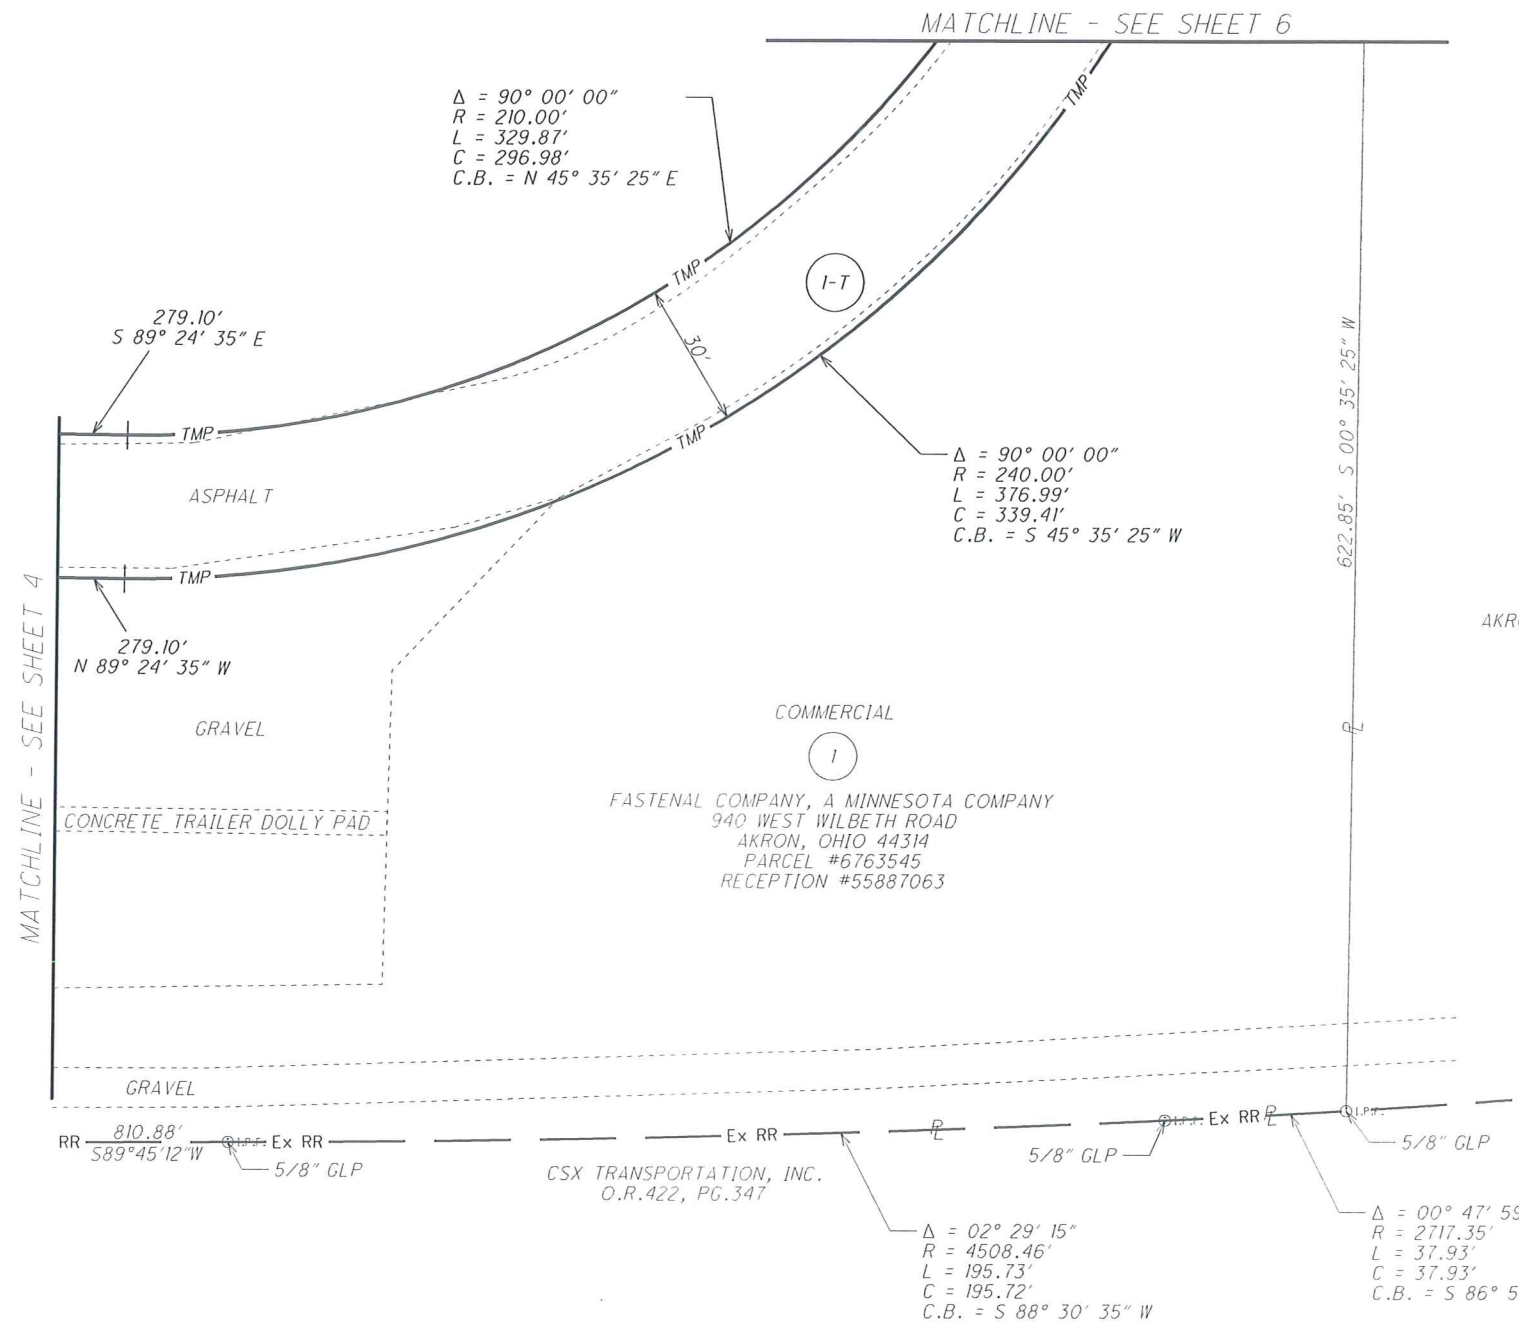 MATCHLINE - SEE SHEET 6
Δ = 90° 00' 00"
R = 210.00'
L = 329.87'
C = 296.98'
C.B. = N 45° 35' 25" E
TMP
TMP
1-T
30'
279.10'
S 89° 24' 35" E
TMP
TMP
ASPHALT
Δ = 90° 00' 00"
R = 240.00'
L = 376.99'
C = 339.41'
C.B. = S 45° 35' 25" W
622.85' S 00° 35' 25" W
TMP
279.10'
N 89° 24' 35" W
MATCHLINE - SEE SHEET 4
GRAVEL
COMMERCIAL
1
FASTENAL COMPANY, A MINNESOTA COMPANY
940 WEST WILBETH ROAD
AKRON, OHIO 44314
PARCEL #6763545
RECEPTION #55887063
PL
CONCRETE TRAILER DOLLY PAD
GRAVEL
RR
810.88'
S89°45'12"W
I.P.F.
Ex RR
5/8" GLP
Ex RR
PL
CSX TRANSPORTATION, INC.
O.R.422, PG.347
I.P.F.
Ex RR
PL
5/8" GLP
I.P.F.
5/8" GLP
Δ = 02° 29' 15"
R = 4508.46'
L = 195.73'
C = 195.72'
C.B. = S 88° 30' 35" W
Δ = 00° 47' 59
R = 2717.35'
L = 37.93'
C = 37.93'
C.B. = S 86° 5